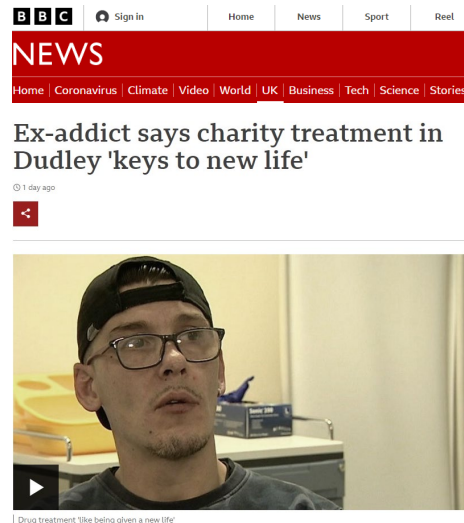 BBC Sign in Home News Sport Reel
NEWS
Home Coronavirus Climate Video World UK Business Tech Science Stories
Ex-addict says charity treatment in
Dudley 'keys to new life'
1 day ago
Drug treatment 'like being given a new life'